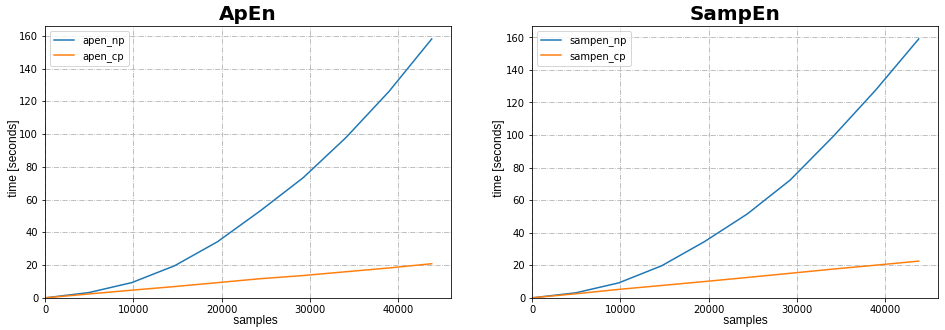 ApEn
apen_np
apen_cp
time [seconds]
160
140
120
100
80
60
40
20
0
0 10000 20000 30000 40000
samples
SampEn
sampen_np
sampen_cp
time [seconds]
160
140
120
100
80
60
40
20
0
0 10000 20000 30000 40000
samples